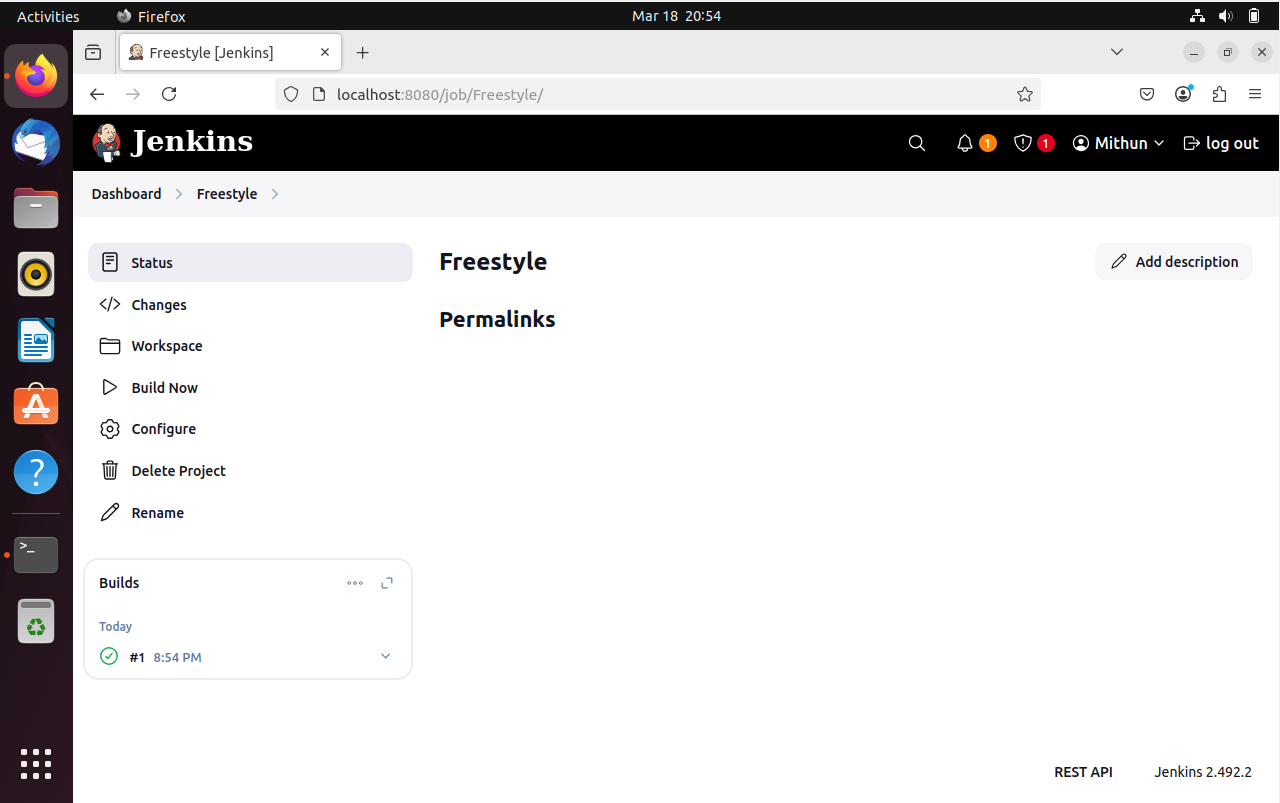 Activities Firefox Mar 18 20:54
Freestyle [Jenkins]
localhost:8080/job/Freestyle/
Jenkins 1 1 Mithun log out
Dashboard Freestyle
Status
Changes
Workspace
Build Now
Configure
Delete Project
Rename
Freestyle Add description
Permalinks
Builds
Today
#1 8:54 PM
REST API Jenkins 2.492.2